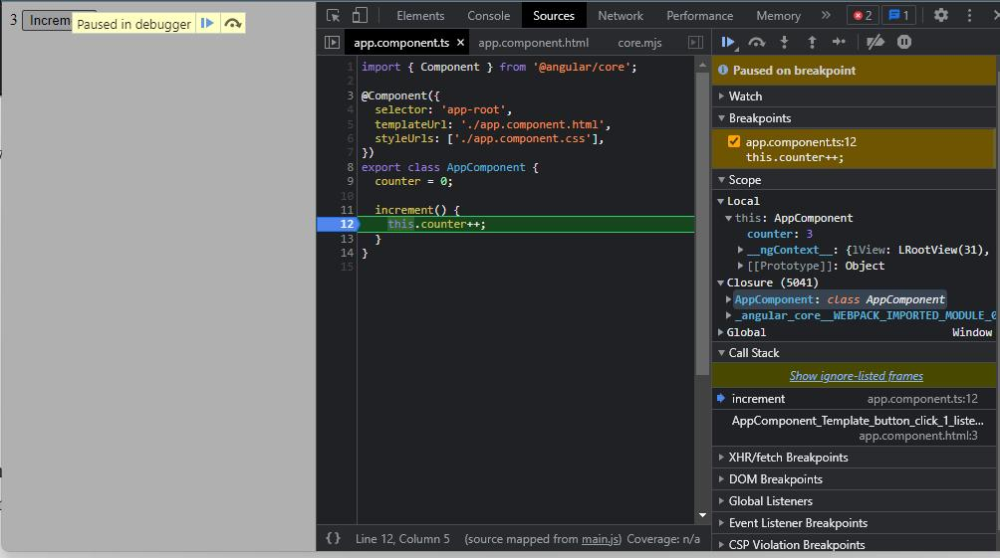 3 Increm
Paused in debugger
Elements Console Sources Network Performance Memory » 2 1
app.component.ts × app.component.html core.mjs
1 import { Component } from '@angular/core';
2
3 @Component({
4 selector: 'app-root',
5 templateUrl: './app.component.html',
6 styleUrls: ['./app.component.css'],
7 })
8 export class AppComponent {
9 counter = 0;
10
11 increment() {
12 this.counter++;
13 }
14 }
15
{} Line 12, Column 5 (source mapped from main.js) Coverage: n/a
Paused on breakpoint
Watch
Breakpoints
app.component.ts:12
this.counter++;
Scope
Local
this: AppComponent
counter: 3
__ngContext__: {lView: LRootView(31),
[[Prototype]]: Object
Closure (5041)
AppComponent: class AppComponent
_angular_core__WEBPACK_IMPORTED_MODULE_0
Global Window
Call Stack
Show ignore-listed frames
increment app.component.ts:12
AppComponent_Template_button_click_1_liste...
app.component.html:3
XHR/fetch Breakpoints
DOM Breakpoints
Global Listeners
Event Listener Breakpoints
CSP Violation Breakpoints